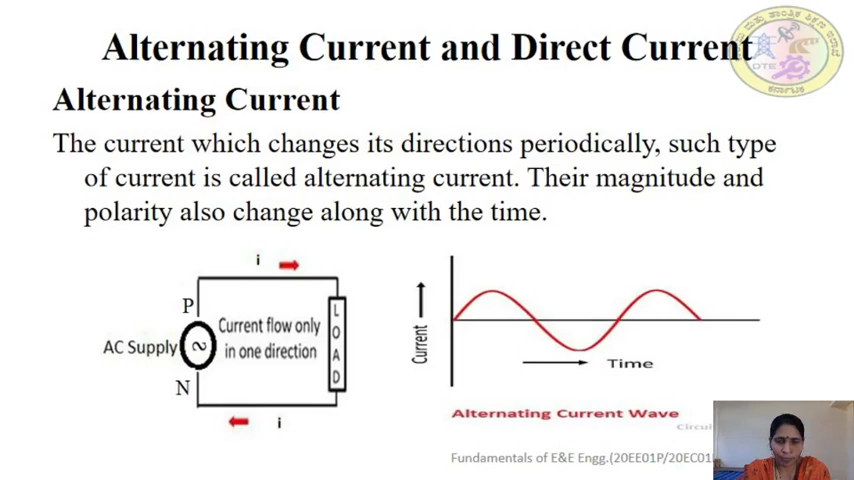 Alternating Current and Direct Current
DTE
Alternating Current
The current which changes its directions periodically, such type
of current is called alternating current. Their magnitude and
polarity also change along with the time.
i
P
AC Supply
N
Current flow only
in one direction
LOAD
i
Current
Time
Alternating Current Wave
Circui
Fundamentals of E&E Engg.(20EE01P/20EC01